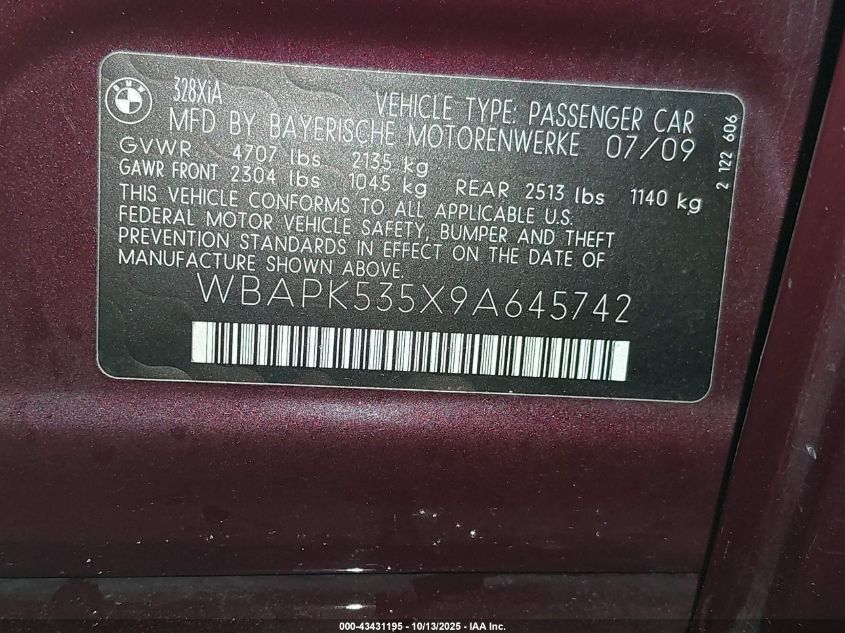 BMW
328XiA
VEHICLE TYPE: PASSENGER CAR
MFD BY BAYERISCHE MOTORENWERKE 07/09
GVWR 4707 lbs 2135 kg
GAWR FRONT 2304 lbs 1045 kg REAR 2513 lbs 1140 kg
THIS VEHICLE CONFORMS TO ALL APPLICABLE U.S.
FEDERAL MOTOR VEHICLE SAFETY, BUMPER AND THEFT
PREVENTION STANDARDS IN EFFECT ON THE DATE OF
MANUFACTURE SHOWN ABOVE.
WBAPK535X9A645742
2 122 606
000-43431195 - 10/13/2025 - IAA Inc.